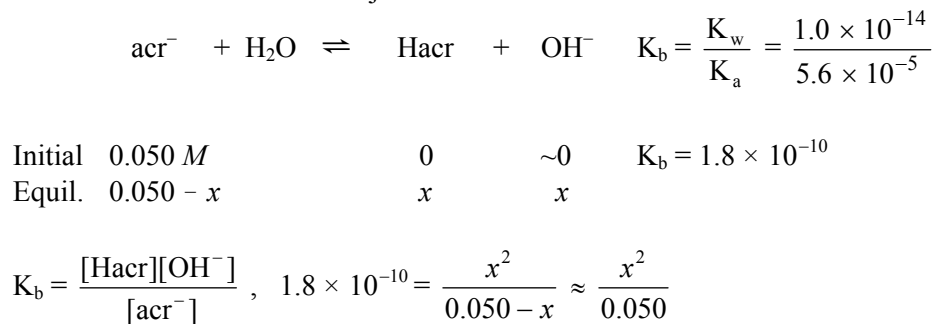 acr⁻ + H₂O ⇌ Hacr + OH⁻ K_b = K_w / K_a = 1.0 × 10⁻¹⁴ / 5.6 × 10⁻⁵
Initial 0.050 M 0 ~0 K_b = 1.8 × 10⁻¹⁰
Equil. 0.050 − x x x
K_b = [Hacr][OH⁻] / [acr⁻] , 1.8 × 10⁻¹⁰ = x² / 0.050 − x ≈ x² / 0.050